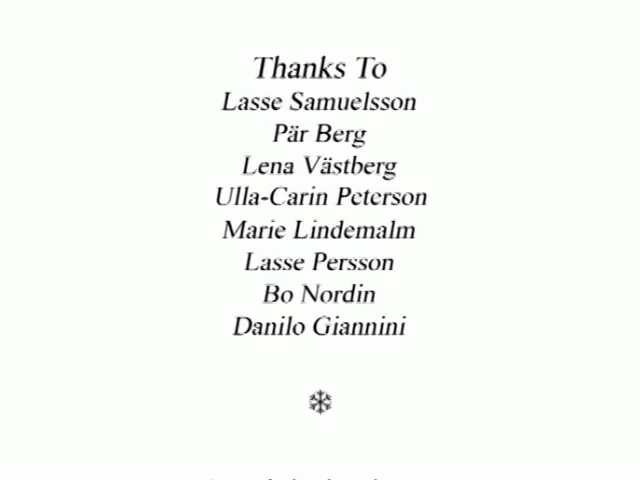 Thanks To
Lasse Samuelsson
Pär Berg
Lena Västberg
Ulla-Carin Peterson
Marie Lindemalm
Lasse Persson
Bo Nordin
Danilo Giannini